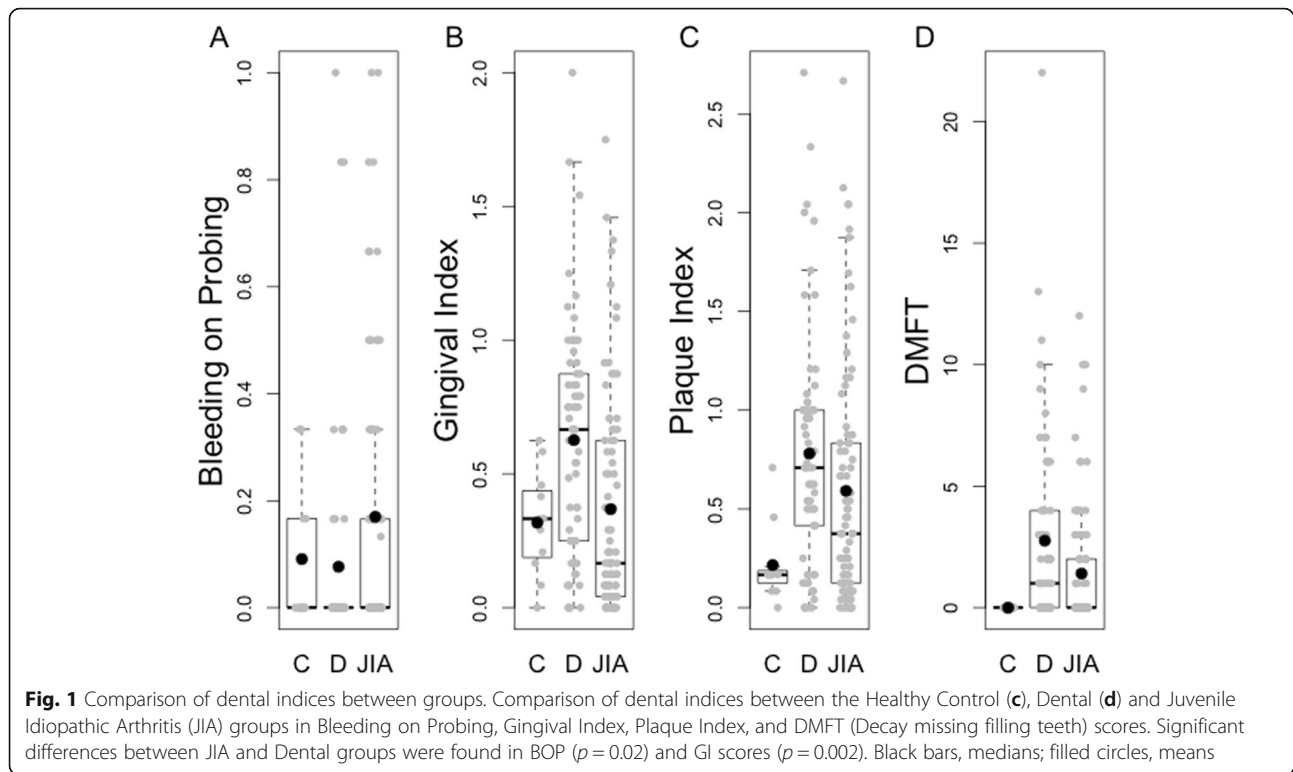 A B C D
Bleeding on Probing
0.0 0.2 0.4 0.6 0.8 1.0
C D JIA
Gingival Index
0.0 0.5 1.0 1.5 2.0
C D JIA
Plaque Index
0.0 0.5 1.0 1.5 2.0 2.5
C D JIA
DMFT
0 5 10 15 20
C D JIA
Fig. 1 Comparison of dental indices between groups. Comparison of dental indices between the Healthy Control (c), Dental (d) and Juvenile
Idiopathic Arthritis (JIA) groups in Bleeding on Probing, Gingival Index, Plaque Index, and DMFT (Decay missing filling teeth) scores. Significant
differences between JIA and Dental groups were found in BOP (p = 0.02) and GI scores (p = 0.002). Black bars, medians; filled circles, means